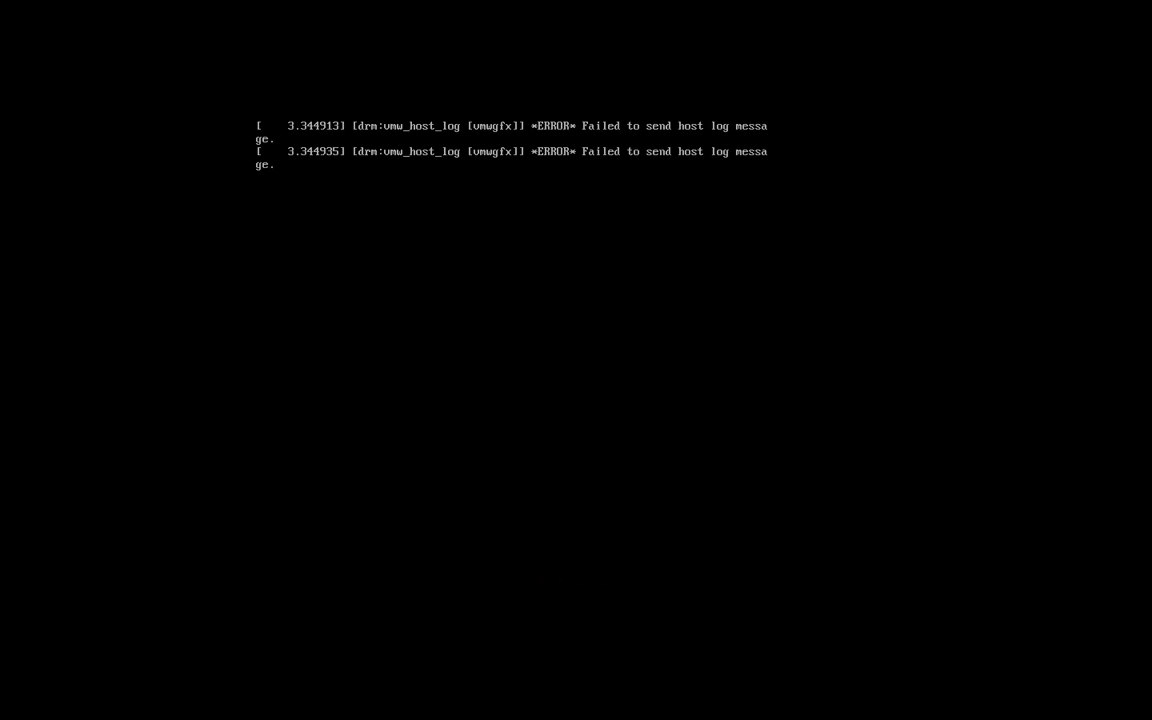 [    3.344913] [drm:vmw_host_log [vmwgfx]] *ERROR* Failed to send host log messa
ge.
[    3.344935] [drm:vmw_host_log [vmwgfx]] *ERROR* Failed to send host log messa
ge.